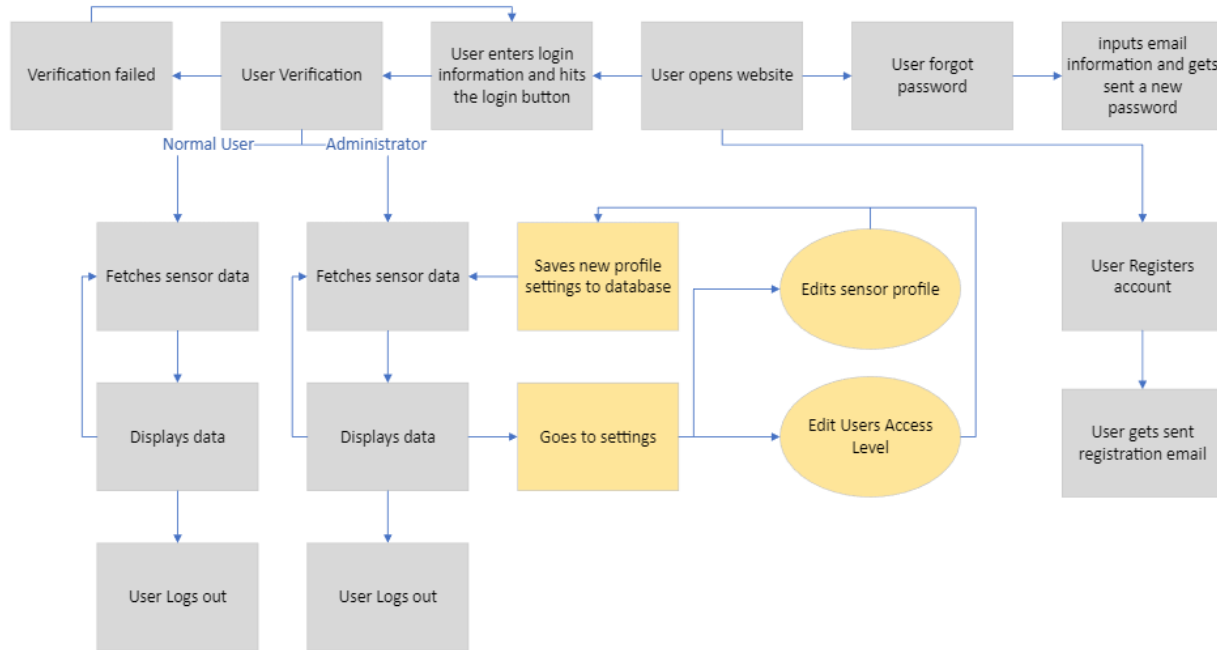 Verification failed
User Verification
User enters login
information and hits
the login button
User opens website
User forgot
password
inputs email
information and gets
sent a new
password
Normal User
Administrator
Fetches sensor data
Fetches sensor data
Saves new profile
settings to database
Edits sensor profile
User Registers
account
Displays data
Displays data
Goes to settings
Edit Users Access
Level
User gets sent
registration email
User Logs out
User Logs out